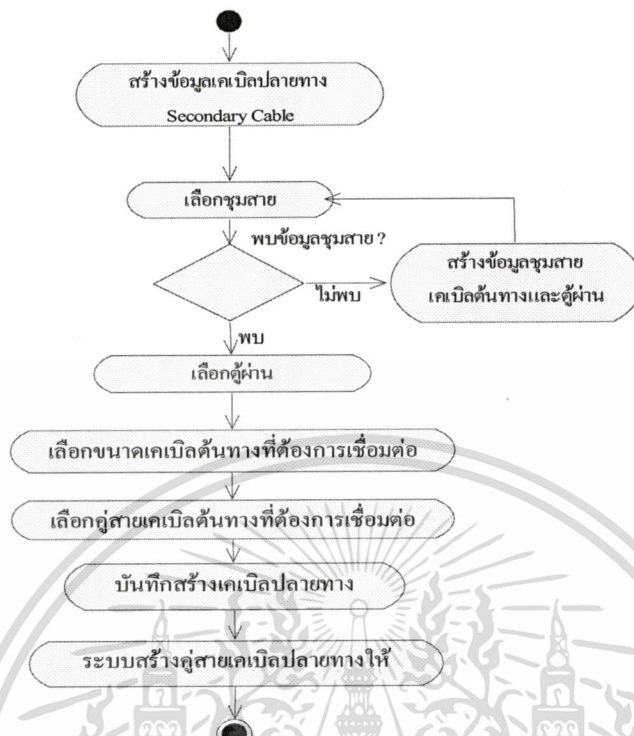 สร้างข้อมูลเคเบิลปลายทาง
Secondary Cable
เลือกชุมสาย
พบข้อมูลชุมสาย ?
ไม่พบ
สร้างข้อมูลชุมสาย
เคเบิลต้นทางและตู้ผ่าน
พบ
เลือกตู้ผ่าน
เลือกขนาดเคเบิลต้นทางที่ต้องการเชื่อมต่อ
เลือกคู่สายเคเบิลต้นทางที่ต้องการเชื่อมต่อ
บันทึกสร้างเคเบิลปลายทาง
ระบบสร้างคู่สายเคเบิลปลายทางให้